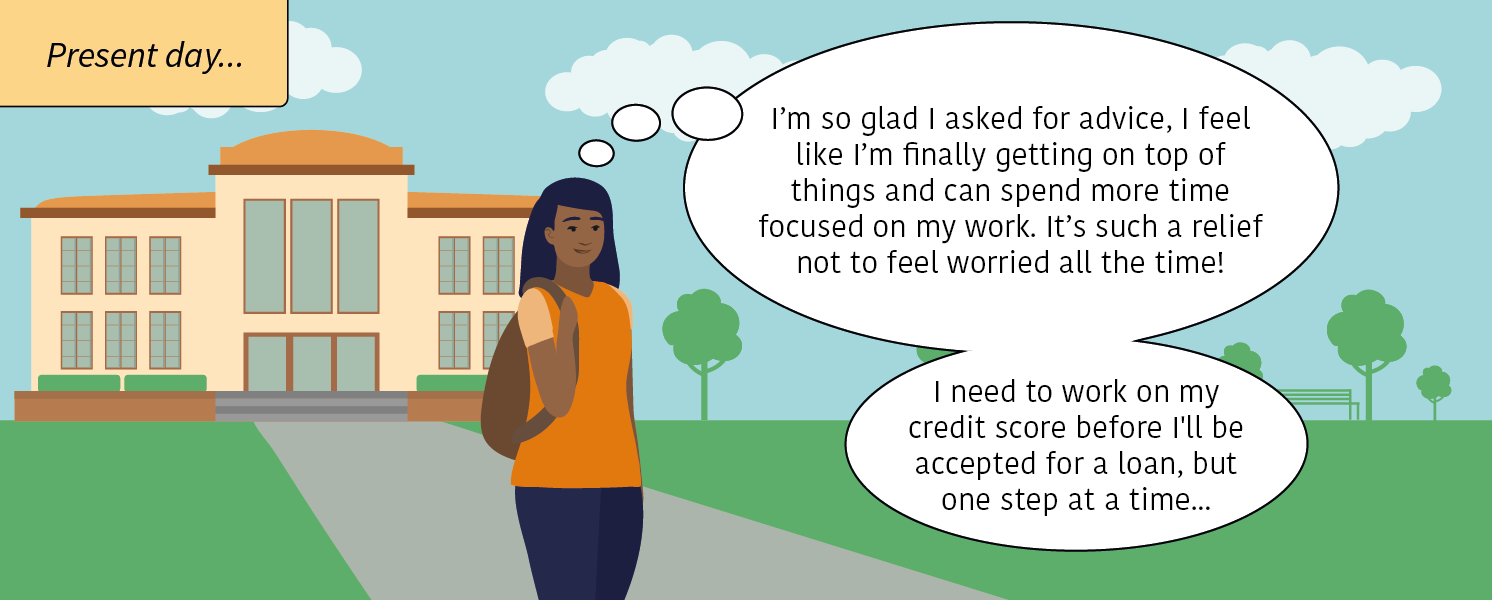 Present day...
I’m so glad I asked for advice, I feel
like I’m finally getting on top of
things and can spend more time
focused on my work. It’s such a relief
not to feel worried all the time!
I need to work on my
credit score before I'll be
accepted for a loan, but
one step at a time...